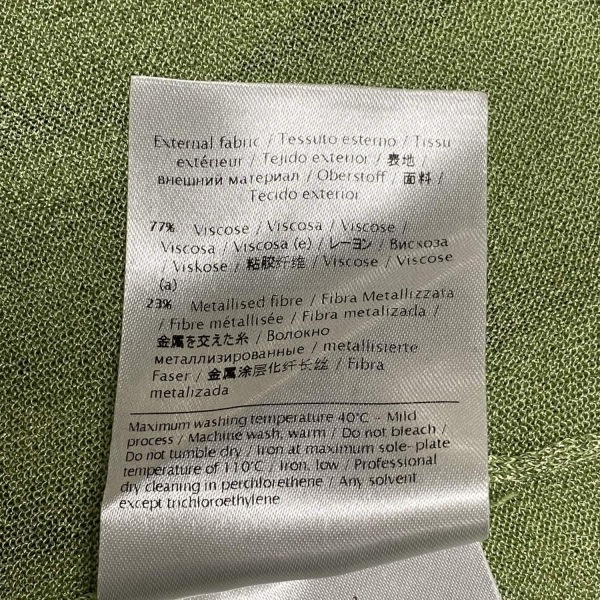 External fabric / Tessuto esterno / Tissu
extérieur / Tejido exterior / 表地 /
внешний материал / Oberstoff / 面料 /
Tecido exterior
77% Viscose / Viscosa / Viscose /
Viscosa / Viscosa (e) / レーヨン / Вискоза
/ Viskose / 粘胶纤维 / Viscose / Viscose
(a)
23% Metallised fibre / Fibra Metallizzata
/ Fibre métallisée / Fibra metalizada /
金属を交えた糸 / Волокно
металлизированные / metallisierte
Faser / 金属涂层化纤长丝 / Fibra
metalizada
Maximum washing temperature 40°C - Mild
process / Machine wash, warm / Do not bleach /
Do not tumble dry / Iron at maximum sole- plate
temperature of 110°C / Iron, low / Professional
dry cleaning in perchlorethene / Any solvent
except trichloroethylene